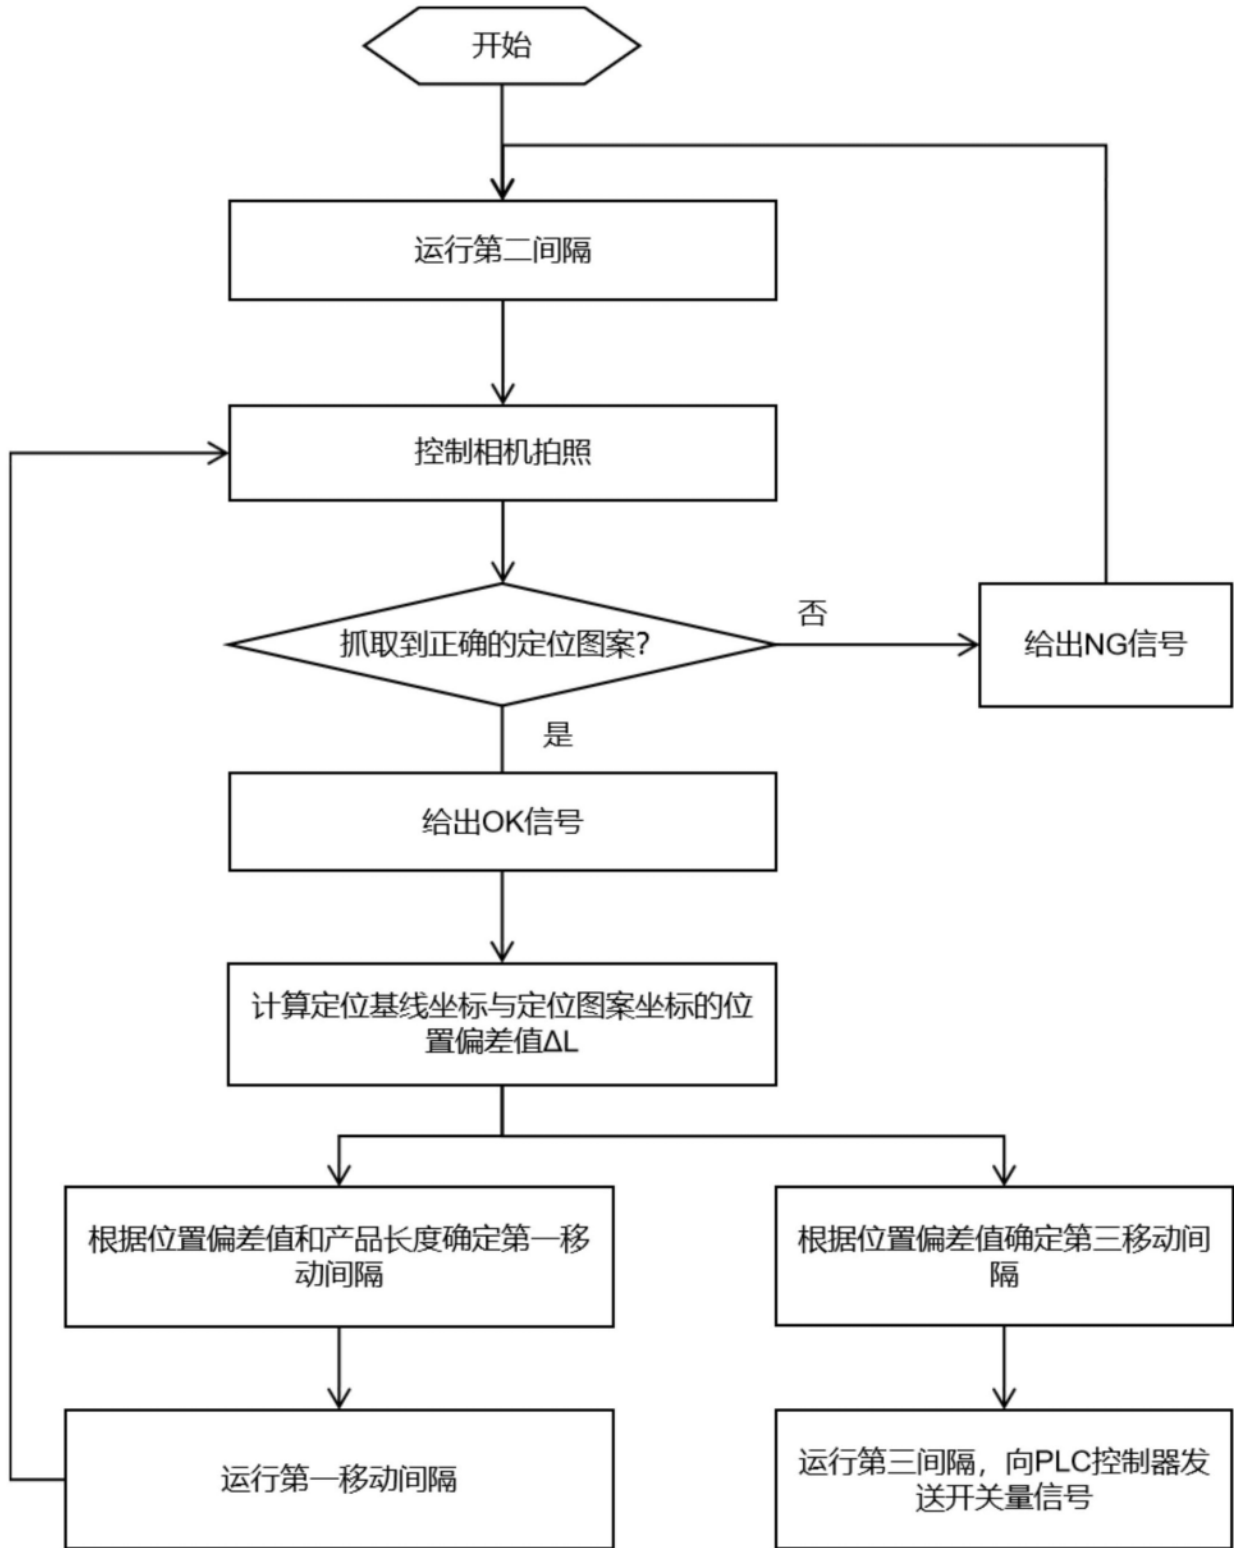 开始
运行第二间隔
控制相机拍照
抓取到正确的定位图案?
否
给出NG信号
是
给出OK信号
计算定位基线坐标与定位图案坐标的位
置偏差值ΔL
根据位置偏差值和产品长度确定第一移
动间隔
根据位置偏差值确定第三移动间
隔
运行第一移动间隔
运行第三间隔，向PLC控制器发
送开关量信号